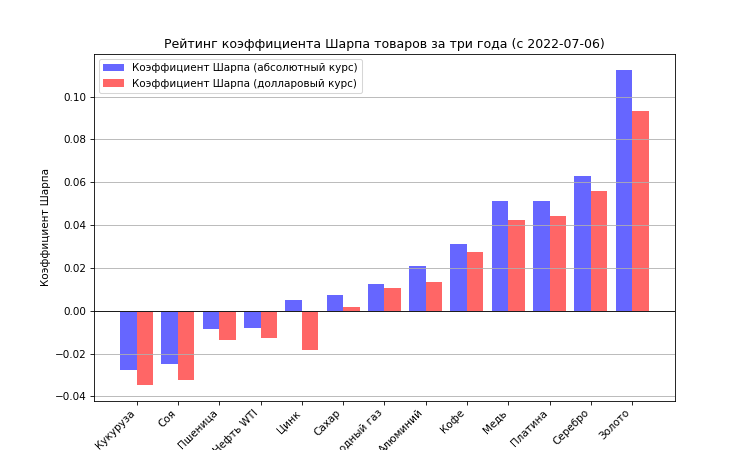 Рейтинг коэффициента Шарпа товаров за три года (с 2022-07-06)
Коэффициент Шарпа (абсолютный курс)
Коэффициент Шарпа (долларовый курс)
Коэффициент Шарпа
0.10
0.08
0.06
0.04
0.02
0.00
−0.02
−0.04
Кукуруза
Соя
Пшеница
Нефть WTI
Цинк
Сахар
газ
Алюминий
Кофе
Медь
Платина
Серебро
Золото